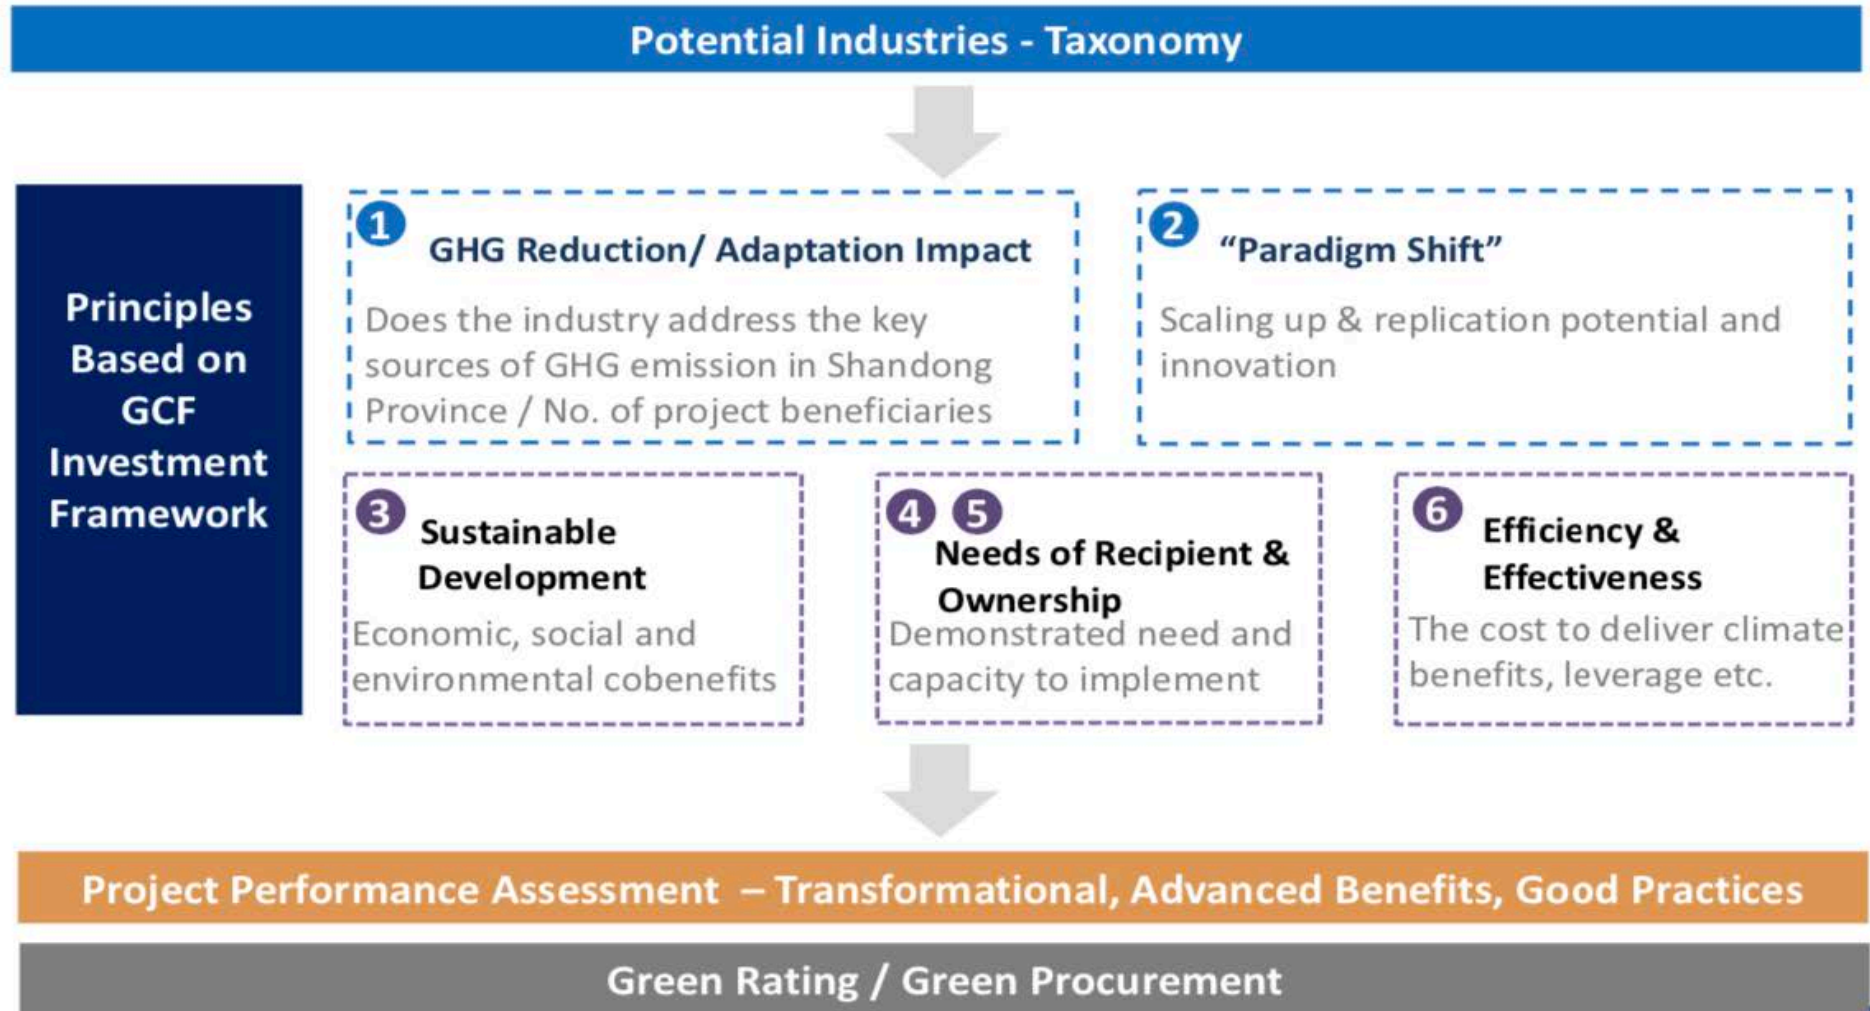 Potential Industries - Taxonomy
Principles
Based on
GCF
Investment
Framework
1
GHG Reduction/ Adaptation Impact
Does the industry address the key
sources of GHG emission in Shandong
Province / No. of project beneficiaries
2
“Paradigm Shift”
Scaling up & replication potential and
innovation
3
Sustainable
Development
Economic, social and
environmental cobenefits
4 5
Needs of Recipient &
Ownership
Demonstrated need and
capacity to implement
6
Efficiency &
Effectiveness
The cost to deliver climate
benefits, leverage etc.
Project Performance Assessment – Transformational, Advanced Benefits, Good Practices
Green Rating / Green Procurement